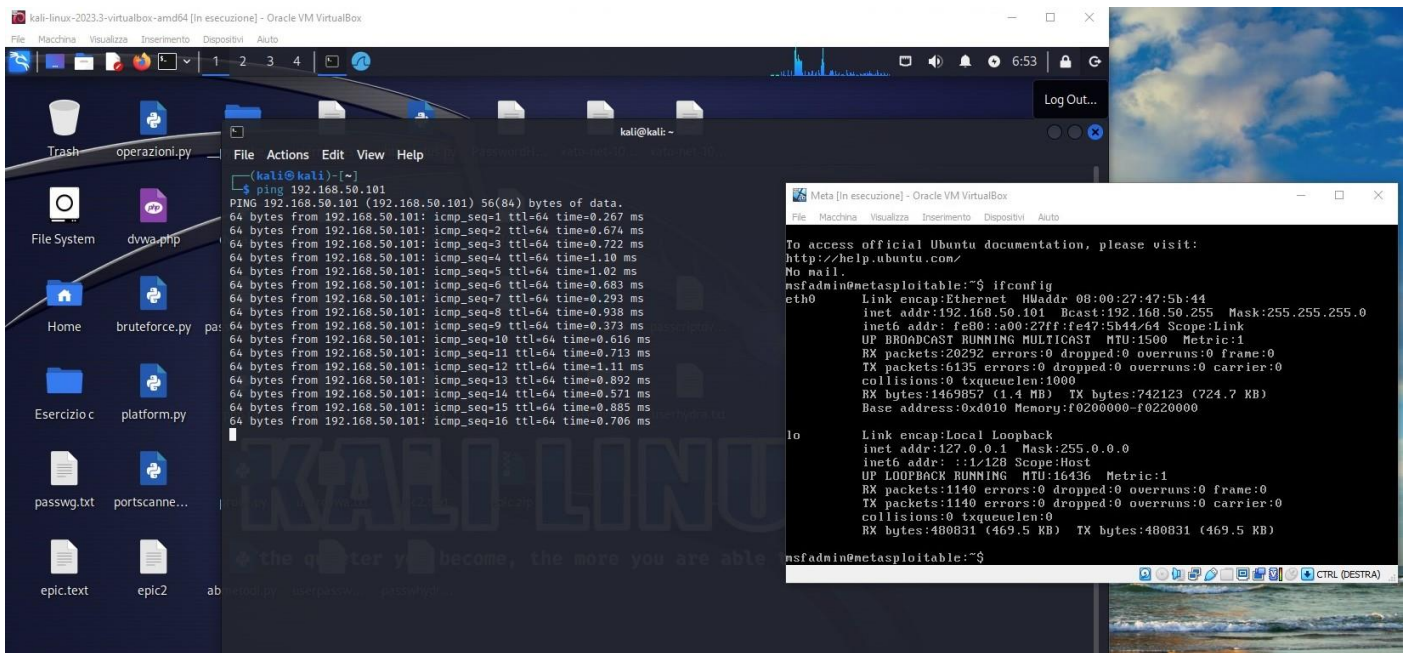 kali-linux-2023.3-virtualbox-amd64 [In esecuzione] - Oracle VM VirtualBox
File Macchina Visualizza Inserimento Dispositivi Aiuto
1 2 3 4
6:53
Log Out...
Trash
operazioni.py
File System
dvwa.php
Home
bruteforce.py
Esercizio c
platform.py
passwg.txt
portscanne...
epic.text
epic2
kali@kali: ~
File Actions Edit View Help
(kali㉿kali)-[~]
$ ping 192.168.50.101
PING 192.168.50.101 (192.168.50.101) 56(84) bytes of data.
64 bytes from 192.168.50.101: icmp_seq=1 ttl=64 time=0.267 ms
64 bytes from 192.168.50.101: icmp_seq=2 ttl=64 time=0.674 ms
64 bytes from 192.168.50.101: icmp_seq=3 ttl=64 time=0.722 ms
64 bytes from 192.168.50.101: icmp_seq=4 ttl=64 time=1.10 ms
64 bytes from 192.168.50.101: icmp_seq=5 ttl=64 time=1.02 ms
64 bytes from 192.168.50.101: icmp_seq=6 ttl=64 time=0.683 ms
64 bytes from 192.168.50.101: icmp_seq=7 ttl=64 time=0.293 ms
64 bytes from 192.168.50.101: icmp_seq=8 ttl=64 time=0.938 ms
64 bytes from 192.168.50.101: icmp_seq=9 ttl=64 time=0.373 ms
64 bytes from 192.168.50.101: icmp_seq=10 ttl=64 time=0.616 ms
64 bytes from 192.168.50.101: icmp_seq=11 ttl=64 time=0.713 ms
64 bytes from 192.168.50.101: icmp_seq=12 ttl=64 time=1.11 ms
64 bytes from 192.168.50.101: icmp_seq=13 ttl=64 time=0.892 ms
64 bytes from 192.168.50.101: icmp_seq=14 ttl=64 time=0.571 ms
64 bytes from 192.168.50.101: icmp_seq=15 ttl=64 time=0.885 ms
64 bytes from 192.168.50.101: icmp_seq=16 ttl=64 time=0.706 ms
KALI LINU
become, the more you are able
Meta [In esecuzione] - Oracle VM VirtualBox
File Macchina Visualizza Inserimento Dispositivi Aiuto
To access official Ubuntu documentation, please visit:
http://help.ubuntu.com/
No mail.
msfadmin@metasploitable:~$ ifconfig
eth0 Link encap:Ethernet HWaddr 08:00:27:47:5b:44
inet addr:192.168.50.101 Bcast:192.168.50.255 Mask:255.255.255.0
inet6 addr: fe80::a00:27ff:fe47:5b44/64 Scope:Link
UP BROADCAST RUNNING MULTICAST MTU:1500 Metric:1
RX packets:20292 errors:0 dropped:0 overruns:0 frame:0
TX packets:6135 errors:0 dropped:0 overruns:0 carrier:0
collisions:0 txqueuelen:1000
RX bytes:1469857 (1.4 MB) TX bytes:742123 (724.7 KB)
Base address:0xd010 Memory:f0200000-f0220000
lo Link encap:Local Loopback
inet addr:127.0.0.1 Mask:255.0.0.0
inet6 addr: ::1/128 Scope:Host
UP LOOPBACK RUNNING MTU:16436 Metric:1
RX packets:1140 errors:0 dropped:0 overruns:0 frame:0
TX packets:1140 errors:0 dropped:0 overruns:0 carrier:0
collisions:0 txqueuelen:0
RX bytes:480831 (469.5 KB) TX bytes:480831 (469.5 KB)
msfadmin@metasploitable:~$
CTRL (DESTRA)